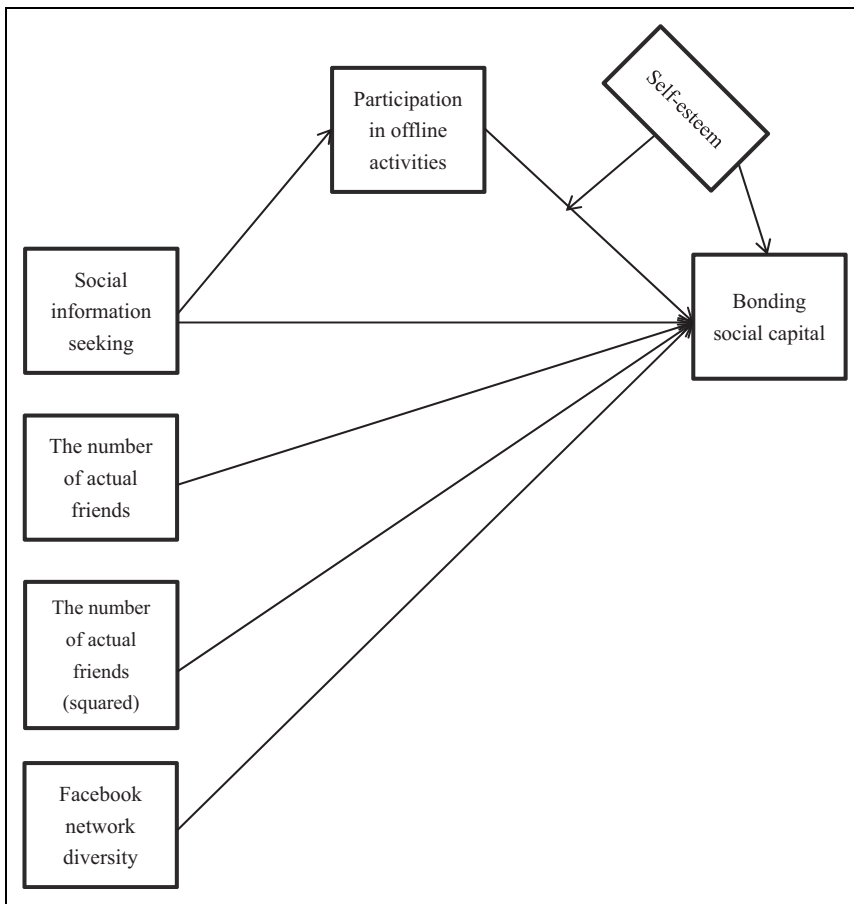 Participation
in offline
activities
Self-esteem
Social
information
seeking
Bonding
social capital
The number
of actual
friends
The number
of actual
friends
(squared)
Facebook
network
diversity